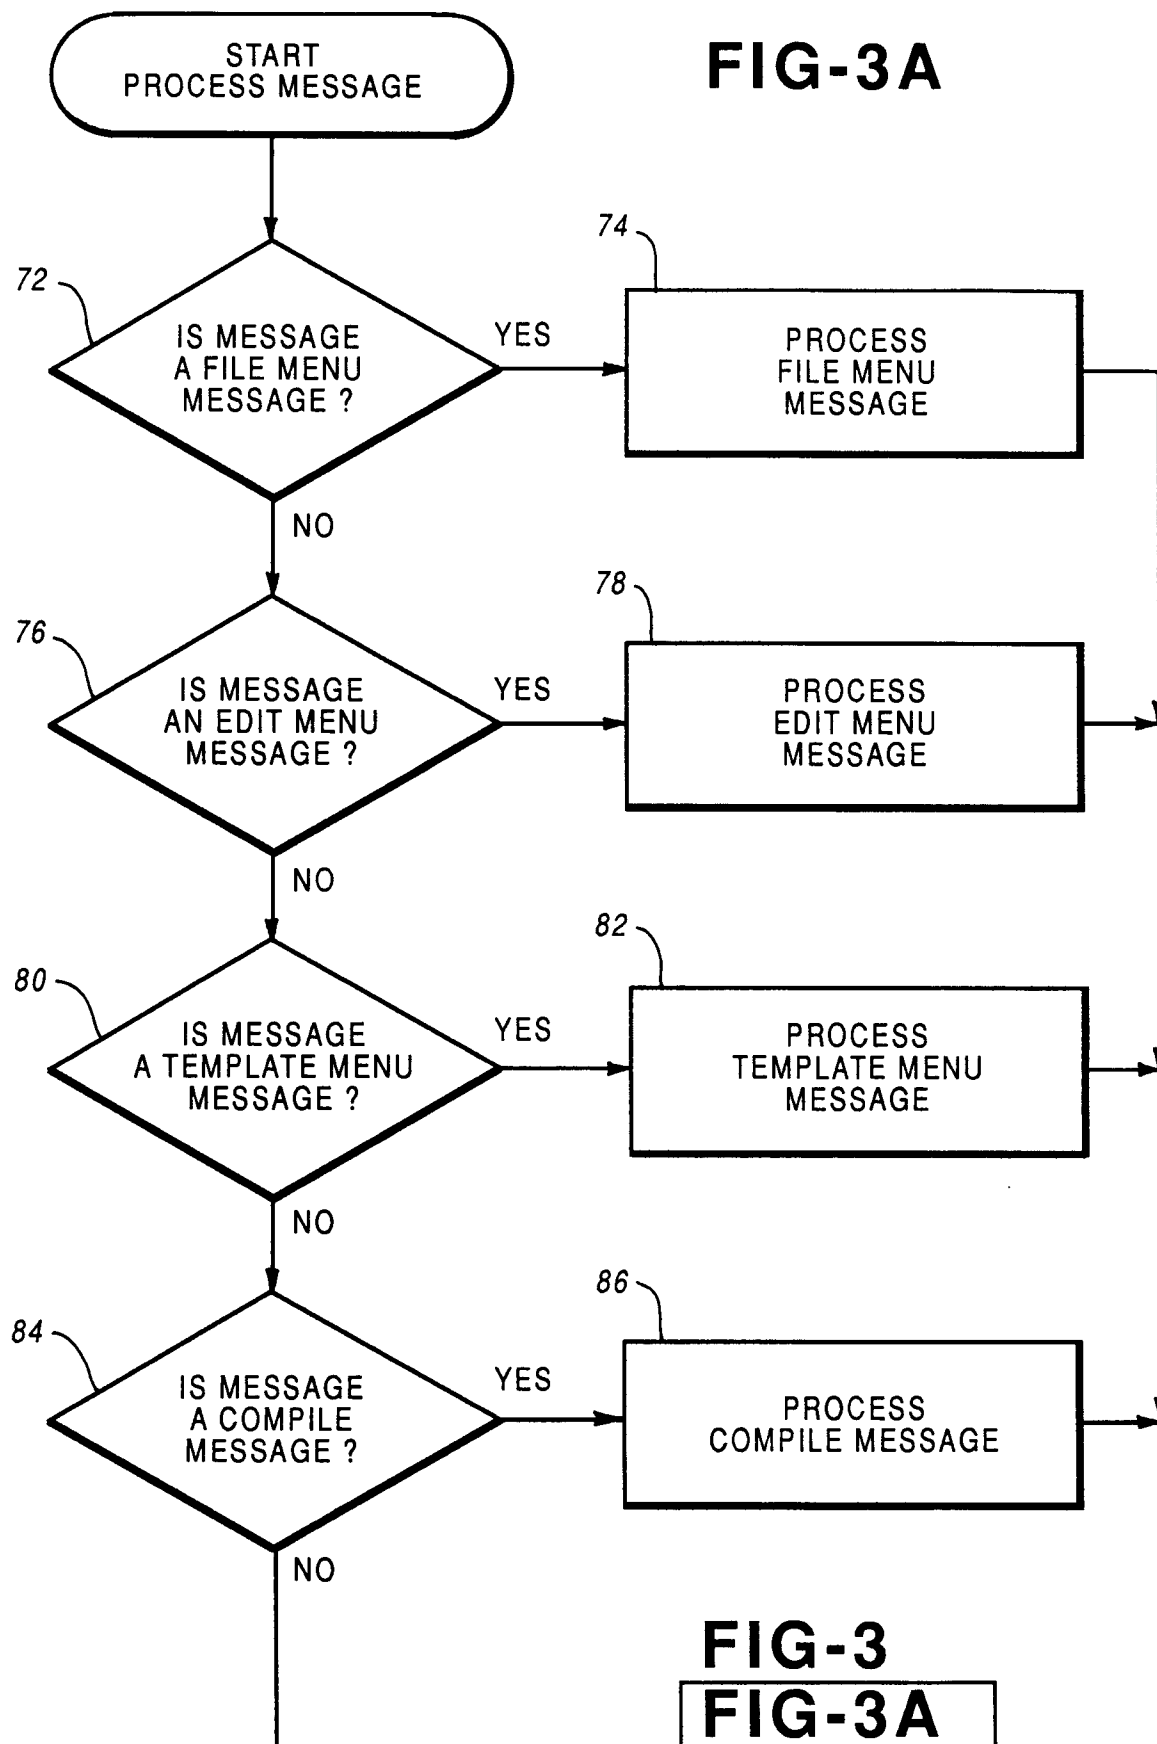 START
PROCESS MESSAGE
FIG-3A
72
IS MESSAGE
A FILE MENU
MESSAGE ?
YES
74
PROCESS
FILE MENU
MESSAGE
NO
76
IS MESSAGE
AN EDIT MENU
MESSAGE ?
YES
78
PROCESS
EDIT MENU
MESSAGE
NO
80
IS MESSAGE
A TEMPLATE MENU
MESSAGE ?
YES
82
PROCESS
TEMPLATE MENU
MESSAGE
NO
84
IS MESSAGE
A COMPILE
MESSAGE ?
YES
86
PROCESS
COMPILE MESSAGE
NO
FIG-3
FIG-3A